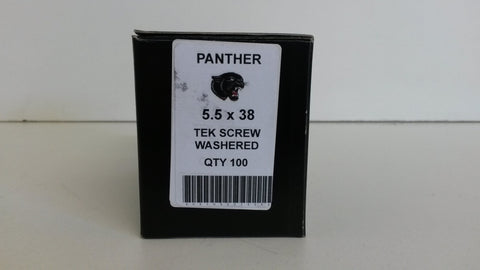 PANTHER
5.5 x 38
TEK SCREW
WASHERED
QTY 100